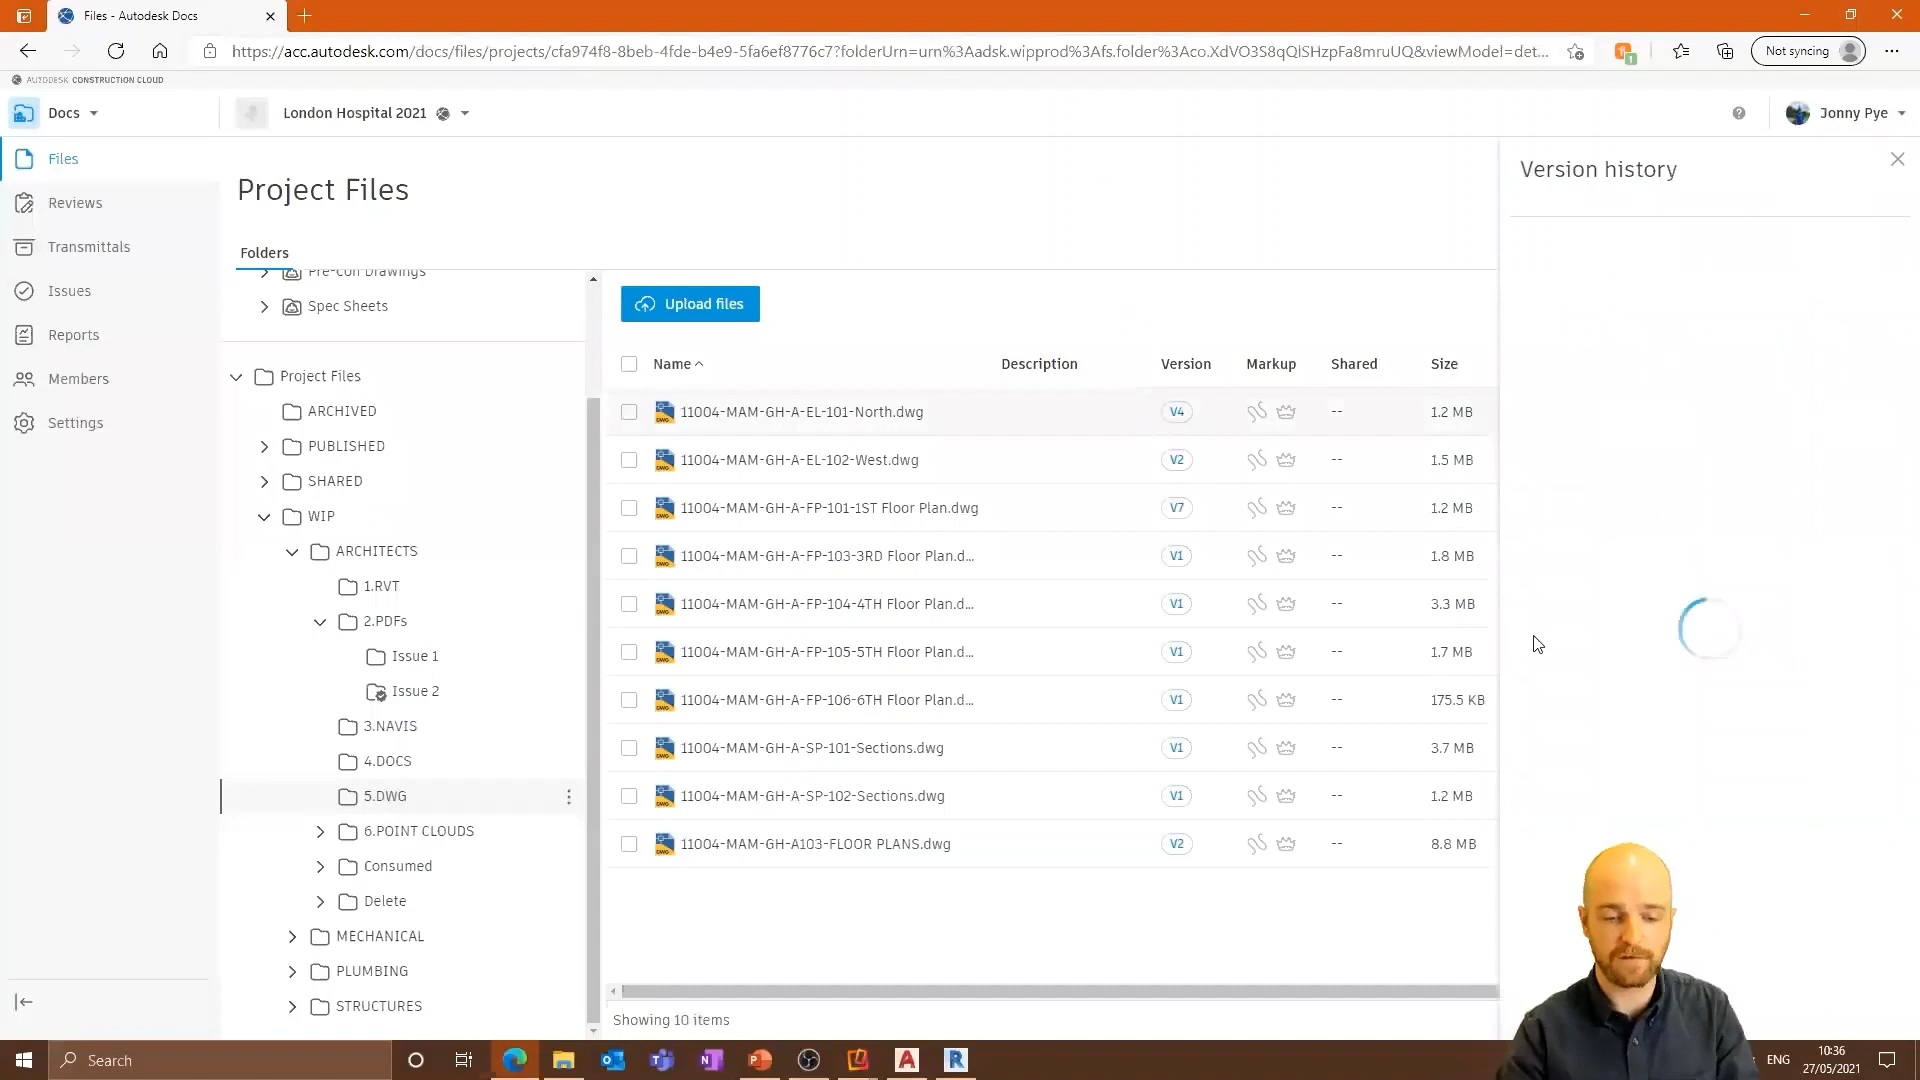 Files - Autodesk Docs
https://acc.autodesk.com/docs/files/projects/cfa974f8-8beb-4fde-b4e9-5fa6ef8776c7?folderUrn=urn%3Aadsk.wipprod%3Afs.folder%3Aco.XdVO3S8qQlSHzpFa8mruUQ&viewModel=det...
1
Not syncing
AUTODESK CONSTRUCTION CLOUD
Docs
London Hospital 2021
Jonny Pye
Files
Reviews
Transmittals
Issues
Reports
Members
Settings
Project Files
Folders
Pre-Con Drawings
Spec Sheets
Project Files
ARCHIVED
PUBLISHED
SHARED
WIP
ARCHITECTS
1.RVT
2.PDFs
Issue 1
Issue 2
3.NAVIS
4.DOCS
5.DWG
6.POINT CLOUDS
Consumed
Delete
MECHANICAL
PLUMBING
STRUCTURES
Upload files
Name Description Version Markup Shared Size
11004-MAM-GH-A-EL-101-North.dwg V4 -- 1.2 MB
11004-MAM-GH-A-EL-102-West.dwg V2 -- 1.5 MB
11004-MAM-GH-A-FP-101-1ST Floor Plan.dwg V7 -- 1.2 MB
11004-MAM-GH-A-FP-103-3RD Floor Plan.d... V1 -- 1.8 MB
11004-MAM-GH-A-FP-104-4TH Floor Plan.d... V1 -- 3.3 MB
11004-MAM-GH-A-FP-105-5TH Floor Plan.d... V1 -- 1.7 MB
11004-MAM-GH-A-FP-106-6TH Floor Plan.d... V1 -- 175.5 KB
11004-MAM-GH-A-SP-101-Sections.dwg V1 -- 3.7 MB
11004-MAM-GH-A-SP-102-Sections.dwg V1 -- 1.2 MB
11004-MAM-GH-A103-FLOOR PLANS.dwg V2 -- 8.8 MB
Showing 10 items
Version history
Search
ENG
10:36
27/05/2021